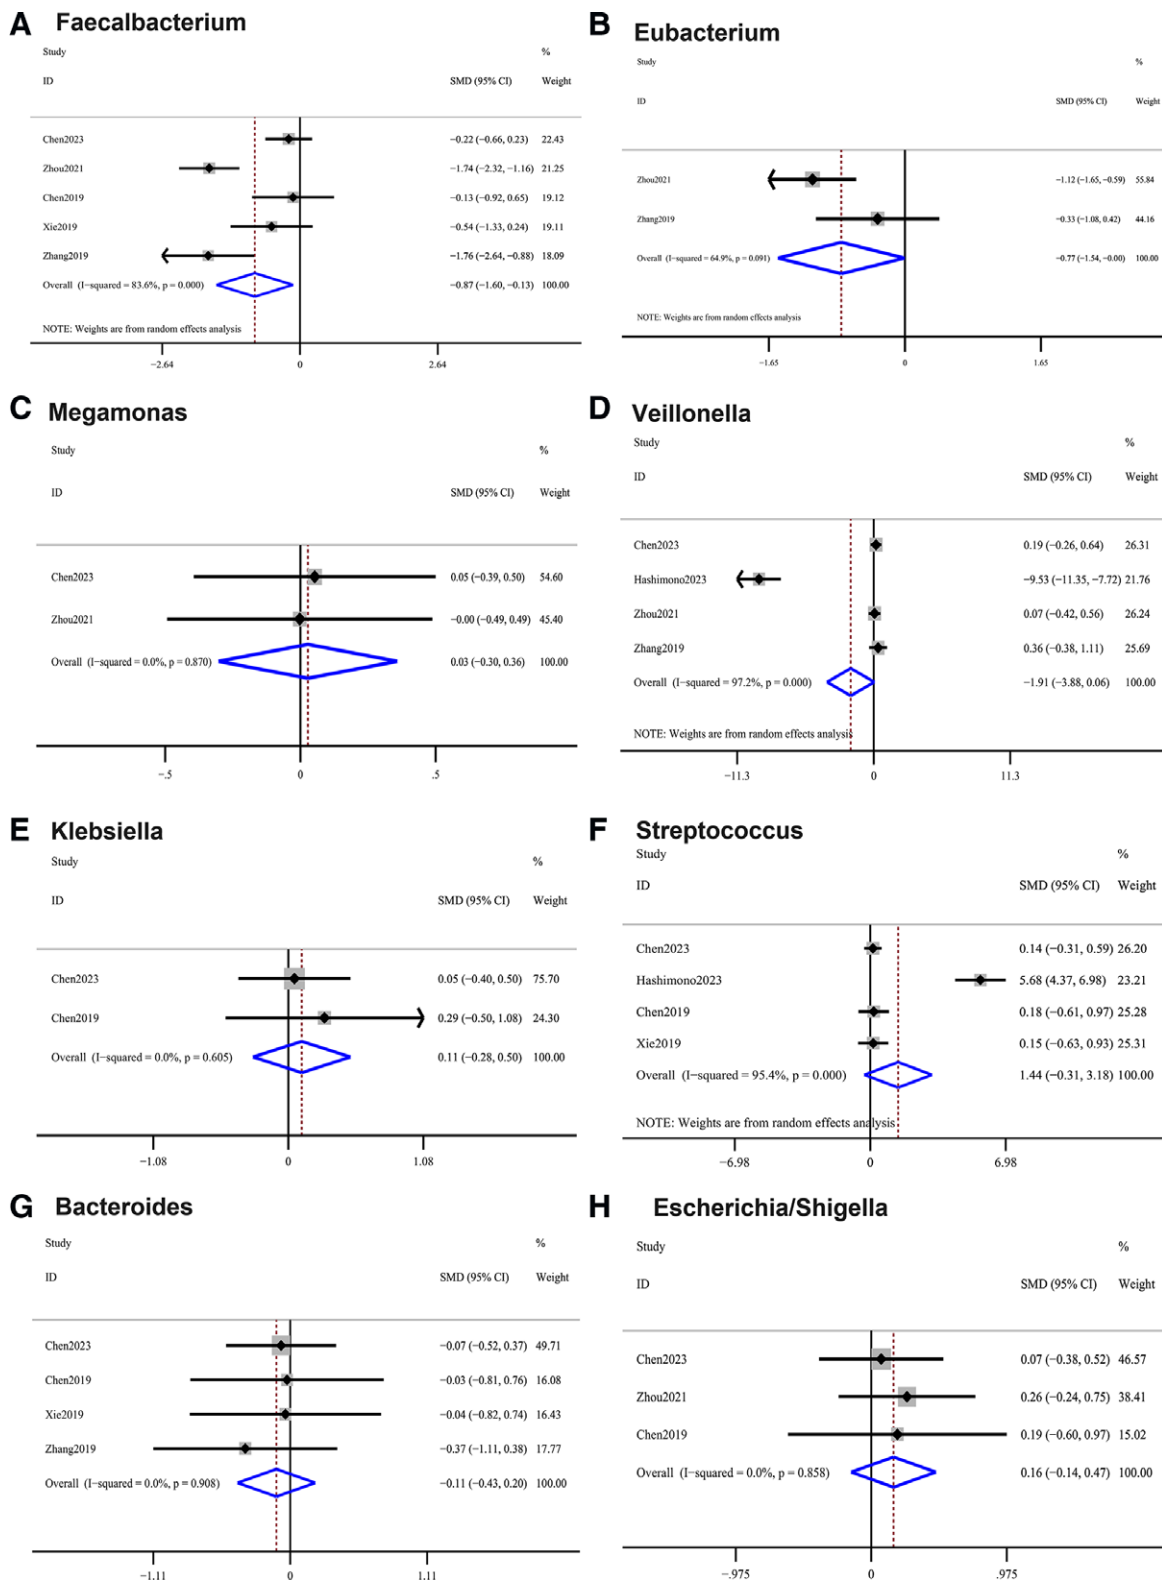 A Faecalbacterium
Study %
ID SMD (95% CI) Weight
Chen2023 −0.22 (−0.66, 0.23) 22.43
Zhou2021 −1.74 (−2.32, −1.16) 21.25
Chen2019 −0.13 (−0.92, 0.65) 19.12
Xie2019 −0.54 (−1.33, 0.24) 19.11
Zhang2019 −1.76 (−2.64, −0.88) 18.09
Overall (I−squared = 83.6%, p = 0.000) −0.87 (−1.60, −0.13) 100.00
NOTE: Weights are from random effects analysis
−2.64 0 2.64
B Eubacterium
Study %
ID SMD (95% CI) Weight
Zhou2021 −1.12 (−1.65, −0.59) 55.84
Zhang2019 −0.33 (−1.08, 0.42) 44.16
Overall (I−squared = 64.9%, p = 0.091) −0.77 (−1.54, −0.00) 100.00
NOTE: Weights are from random effects analysis
−1.65 0 1.65
C Megamonas
Study %
ID SMD (95% CI) Weight
Chen2023 0.05 (−0.39, 0.50) 54.60
Zhou2021 −0.00 (−0.49, 0.49) 45.40
Overall (I−squared = 0.0%, p = 0.870) 0.03 (−0.30, 0.36) 100.00
−.5 0 .5
D Veillonella
Study %
ID SMD (95% CI) Weight
Chen2023 0.19 (−0.26, 0.64) 26.31
Hashimono2023 −9.53 (−11.35, −7.72) 21.76
Zhou2021 0.07 (−0.42, 0.56) 26.24
Zhang2019 0.36 (−0.38, 1.11) 25.69
Overall (I−squared = 97.2%, p = 0.000) −1.91 (−3.88, 0.06) 100.00
NOTE: Weights are from random effects analysis
−11.3 0 11.3
E Klebsiella
Study %
ID SMD (95% CI) Weight
Chen2023 0.05 (−0.40, 0.50) 75.70
Chen2019 0.29 (−0.50, 1.08) 24.30
Overall (I−squared = 0.0%, p = 0.605) 0.11 (−0.28, 0.50) 100.00
−1.08 0 1.08
F Streptococcus
Study %
ID SMD (95% CI) Weight
Chen2023 0.14 (−0.31, 0.59) 26.20
Hashimono2023 5.68 (4.37, 6.98) 23.21
Chen2019 0.18 (−0.61, 0.97) 25.28
Xie2019 0.15 (−0.63, 0.93) 25.31
Overall (I−squared = 95.4%, p = 0.000) 1.44 (−0.31, 3.18) 100.00
NOTE: Weights are from random effects analysis
−6.98 0 6.98
G Bacteroides
Study %
ID SMD (95% CI) Weight
Chen2023 −0.07 (−0.52, 0.37) 49.71
Chen2019 −0.03 (−0.81, 0.76) 16.08
Xie2019 −0.04 (−0.82, 0.74) 16.43
Zhang2019 −0.37 (−1.11, 0.38) 17.77
Overall (I−squared = 0.0%, p = 0.908) −0.11 (−0.43, 0.20) 100.00
−1.11 0 1.11
H Escherichia/Shigella
Study %
ID SMD (95% CI) Weight
Chen2023 0.07 (−0.38, 0.52) 46.57
Zhou2021 0.26 (−0.24, 0.75) 38.41
Chen2019 0.19 (−0.60, 0.97) 15.02
Overall (I−squared = 0.0%, p = 0.858) 0.16 (−0.14, 0.47) 100.00
−.975 0 .975